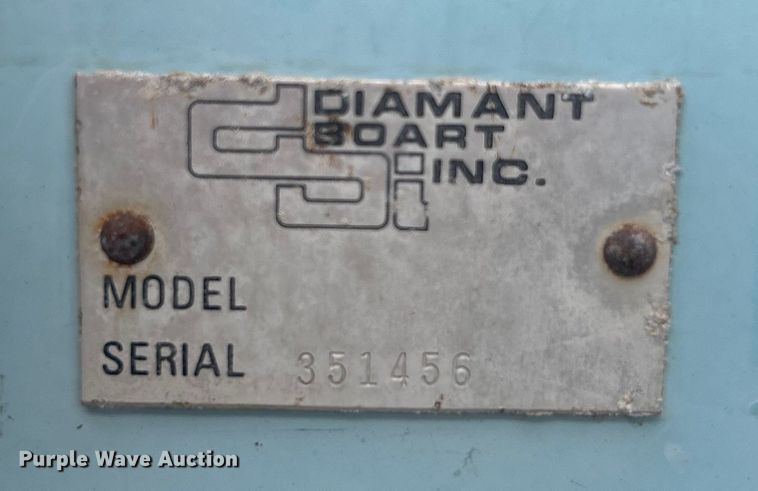 DIAMANT
BOART
INC.
MODEL
SERIAL 351456
Purple Wave Auction